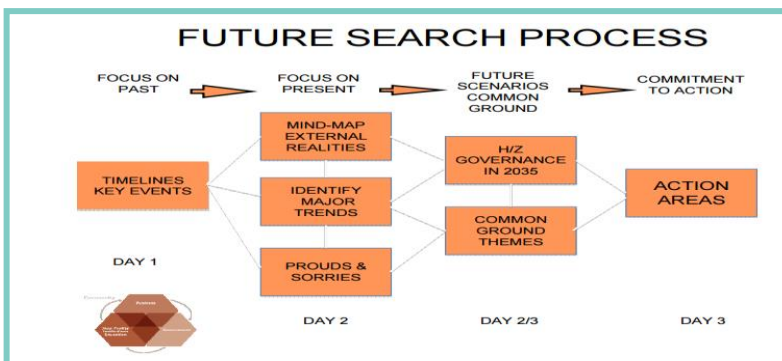 FUTURE SEARCH PROCESS
FOCUS ON
PAST
FOCUS ON
PRESENT
FUTURE
SCENARIOS
COMMON
GROUND
COMMITMENT
TO ACTION
TIMELINES
KEY EVENTS
MIND-MAP
EXTERNAL
REALITIES
IDENTIFY
MAJOR
TRENDS
PROUDS &
SORRIES
H/Z
GOVERNANCE
IN 2035
COMMON
GROUND
THEMES
ACTION
AREAS
DAY 1
DAY 2
DAY 2/3
DAY 3